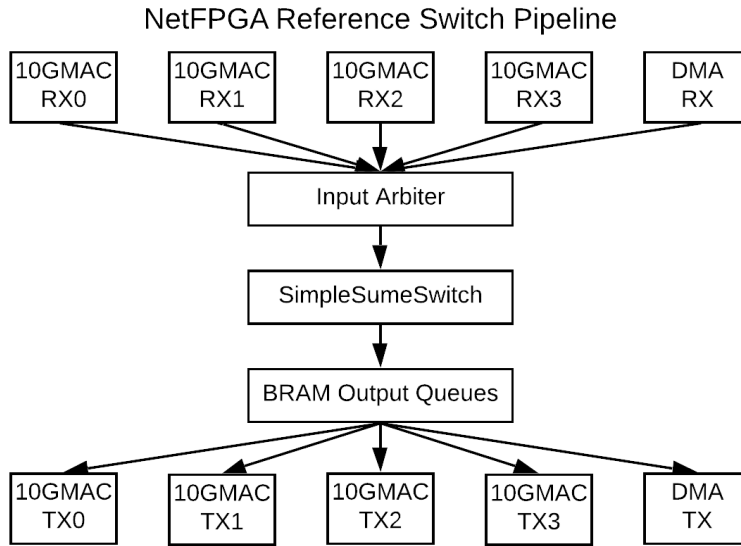 NetFPGA Reference Switch Pipeline
10GMAC
RX0
10GMAC
RX1
10GMAC
RX2
10GMAC
RX3
DMA
RX
Input Arbiter
SimpleSumeSwitch
BRAM Output Queues
10GMAC
TX0
10GMAC
TX1
10GMAC
TX2
10GMAC
TX3
DMA
TX